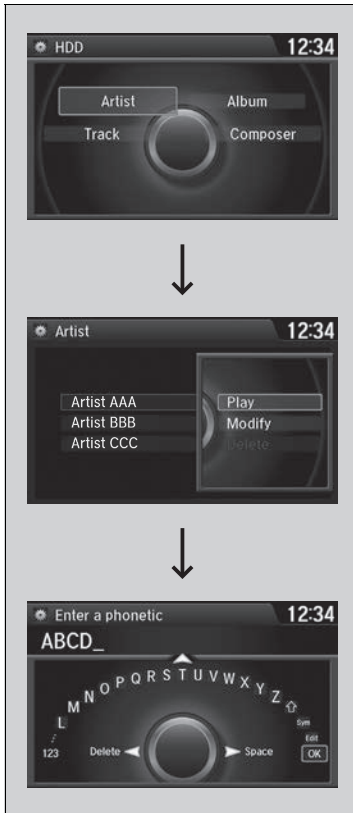 HDD 12:34
Artist Album
Track Composer
Artist 12:34
Artist AAA Play
Artist BBB Modify
Artist CCC Delete
Enter a phonetic 12:34
ABCD_
L M N O P Q R S T U V W X Y Z
Sym
123 Delete Space Edit
OK